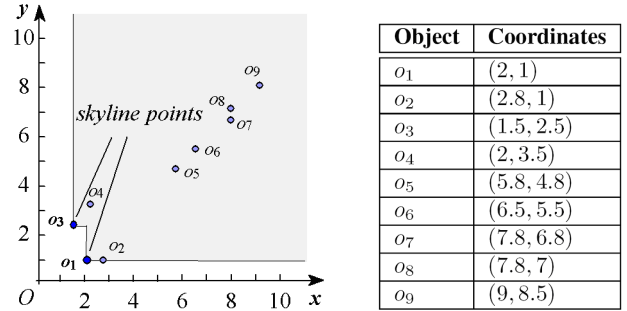 y
10
8
6
4
2
O
2
4
6
8
10
x
skyline points
o1
o2
o3
o4
o5
o6
o7
o8
o9
Object Coordinates
o1 (2, 1)
o2 (2.8, 1)
o3 (1.5, 2.5)
o4 (2, 3.5)
o5 (5.8, 4.8)
o6 (6.5, 5.5)
o7 (7.8, 6.8)
o8 (7.8, 7)
o9 (9, 8.5)